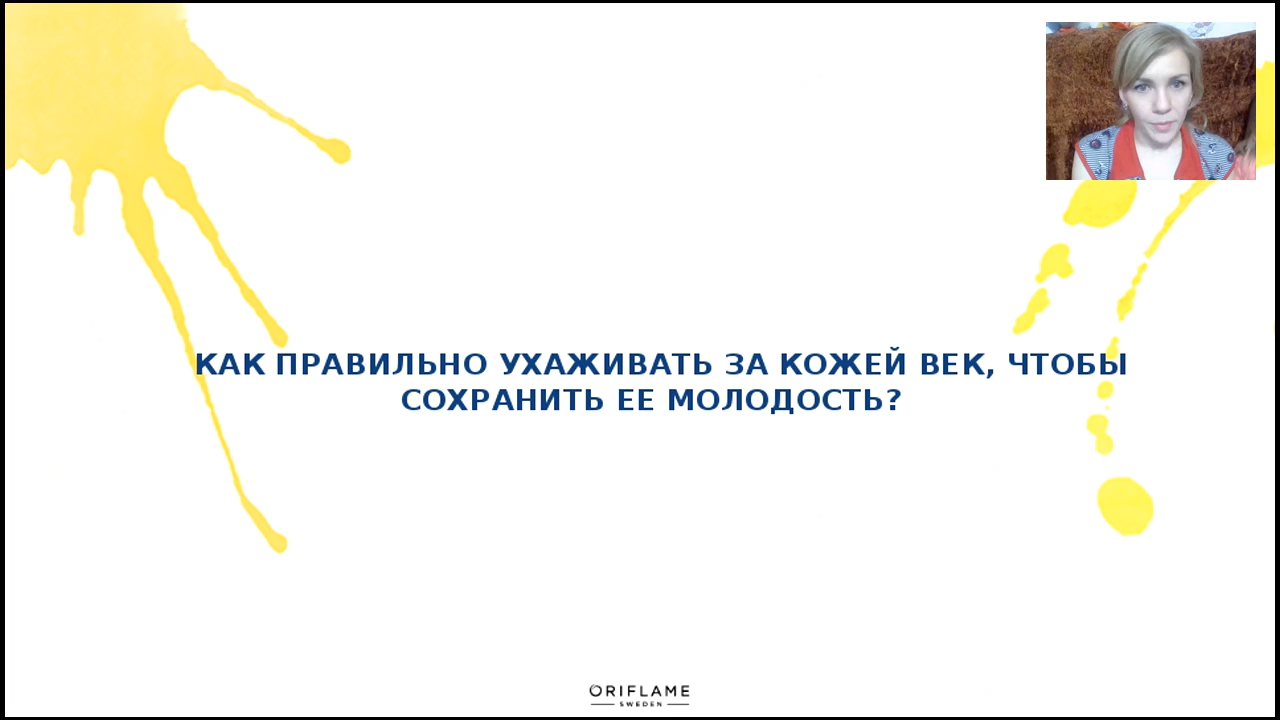 КАК ПРАВИЛЬНО УХАЖИВАТЬ ЗА КОЖЕЙ ВЕК, ЧТОБЫ
СОХРАНИТЬ ЕЕ МОЛОДОСТЬ?
ORIFLAME
SWEDEN